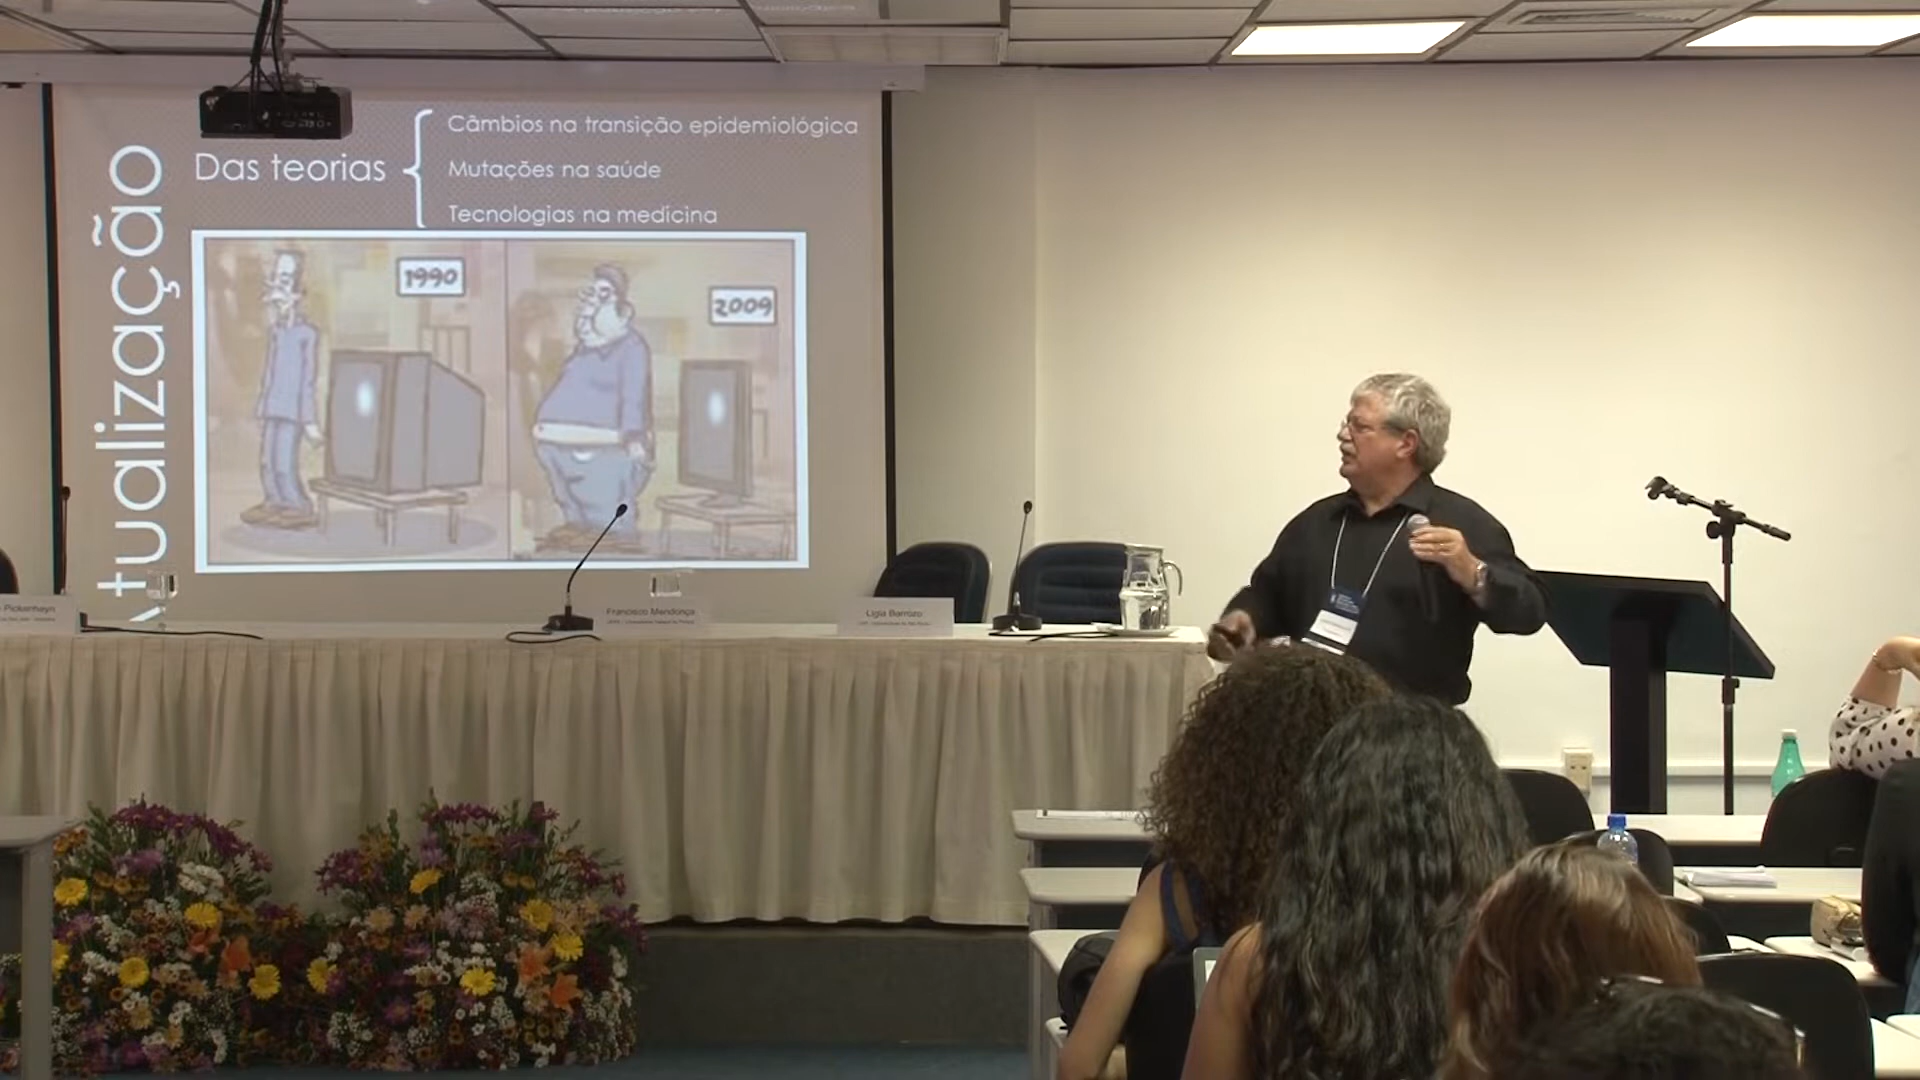 Atualização
Das teorias
Câmbios na transição epidemiológica
Mutações na saúde
Tecnologias na medicina
1990
2009
Pickenhayn
Francisco Mendonça
Ligia Barrozo